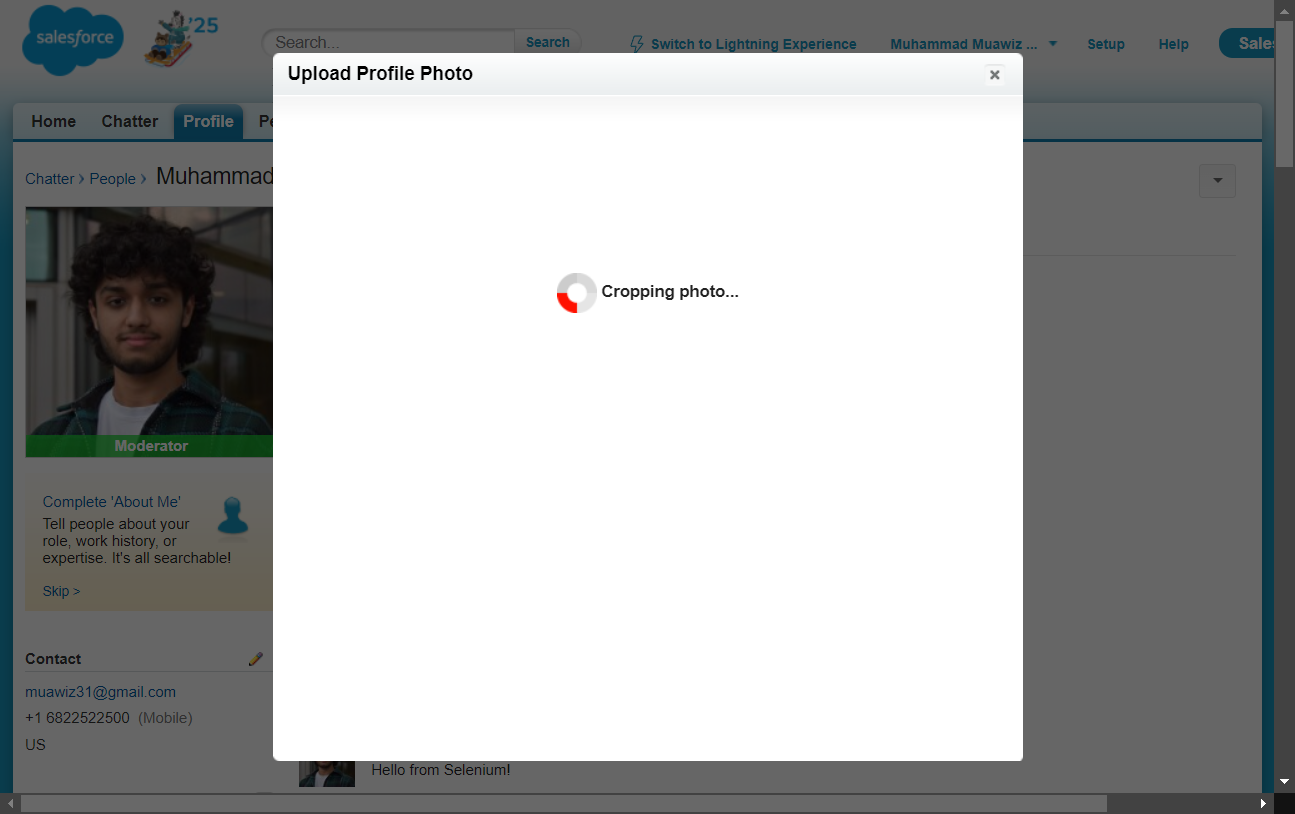 salesforce
'25
Search...
Search
Switch to Lightning Experience
Muhammad Muawiz ...
Setup
Help
Sales
Upload Profile Photo
Home
Chatter
Profile
Pe
Chatter › People › Muhammad
Cropping photo...
Moderator
Complete 'About Me'
Tell people about your
role, work history, or
expertise. It's all searchable!
Skip >
Contact
muawiz31@gmail.com
+1 6822522500 (Mobile)
US
Hello from Selenium!